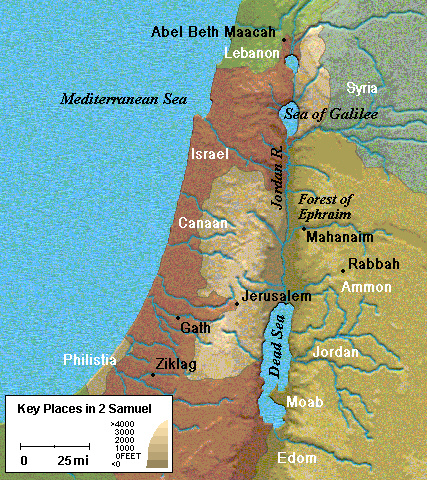 Abel Beth Maacah
Lebanon
Syria
Mediterranean Sea
Sea of Galilee
Israel
Jordan R.
Forest of
Ephraim
Canaan
Mahanaim
Rabbah
Ammon
Jerusalem
Gath
Dead Sea
Philistia
Jordan
Ziklag
Moab
Edom
Key Places in 2 Samuel
>4000
3000
2000
1000
0FEET
<0
0 25mi